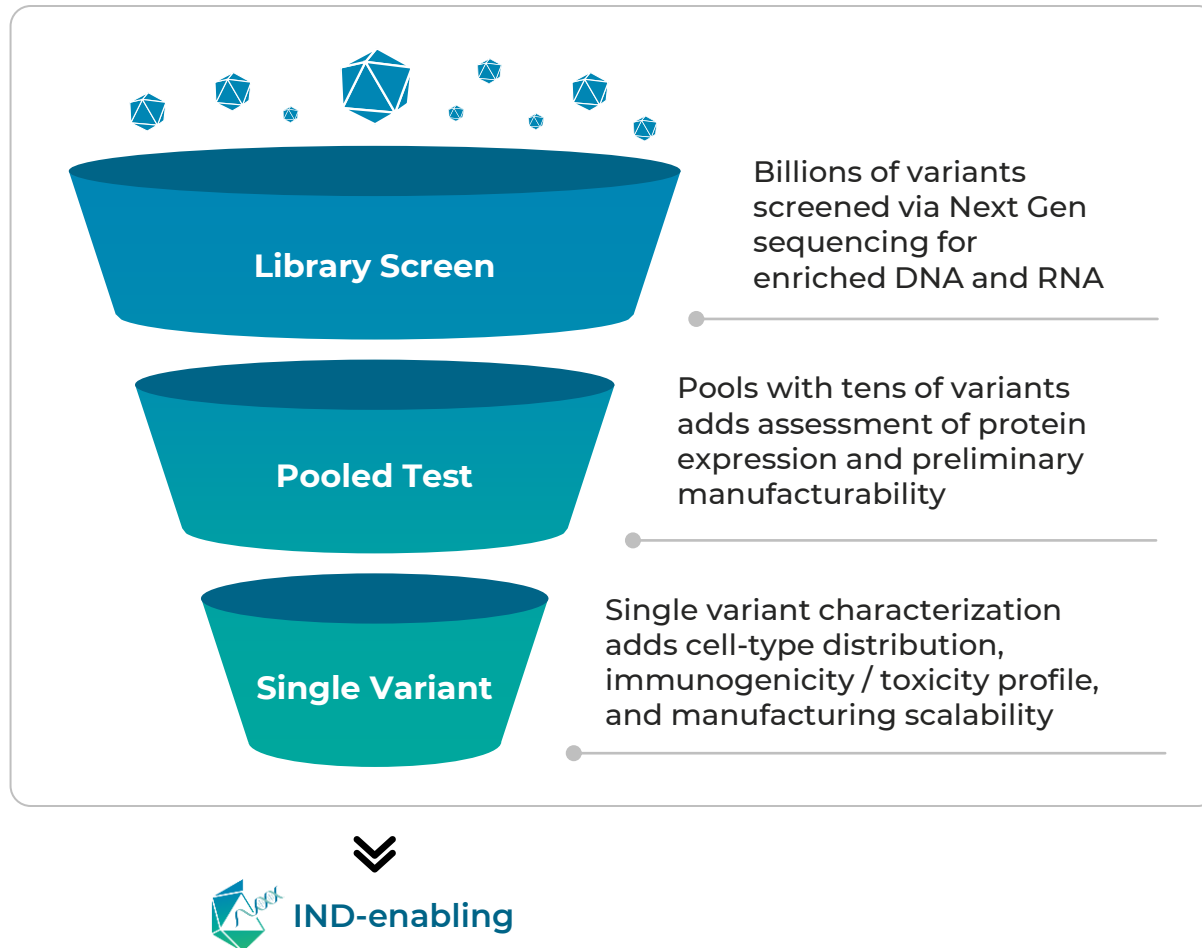 Library Screen
Billions of variants
screened via Next Gen
sequencing for
enriched DNA and RNA
Pooled Test
Pools with tens of variants
adds assessment of protein
expression and preliminary
manufacturability
Single Variant
Single variant characterization
adds cell-type distribution,
immunogenicity / toxicity profile,
and manufacturing scalability
IND-enabling